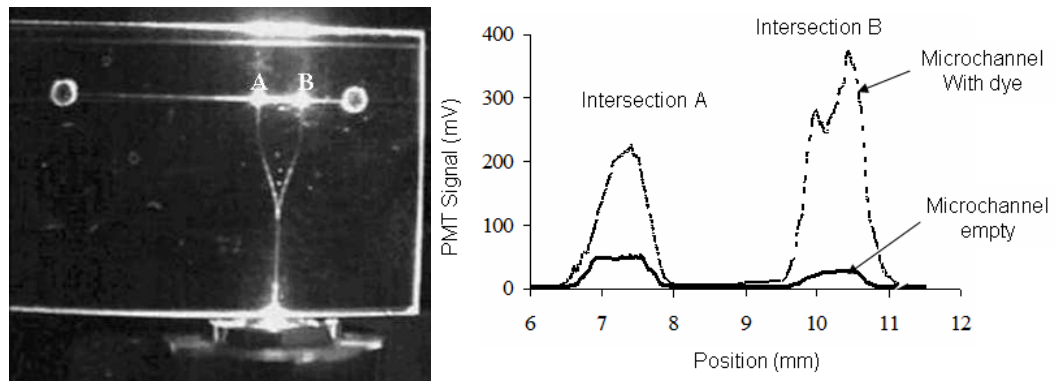 A B
Intersection B
Microchannel
With dye
Intersection A
Microchannel
empty
PMT Signal (mV)
400
300
200
100
0
6 7 8 9 10 11 12
Position (mm)